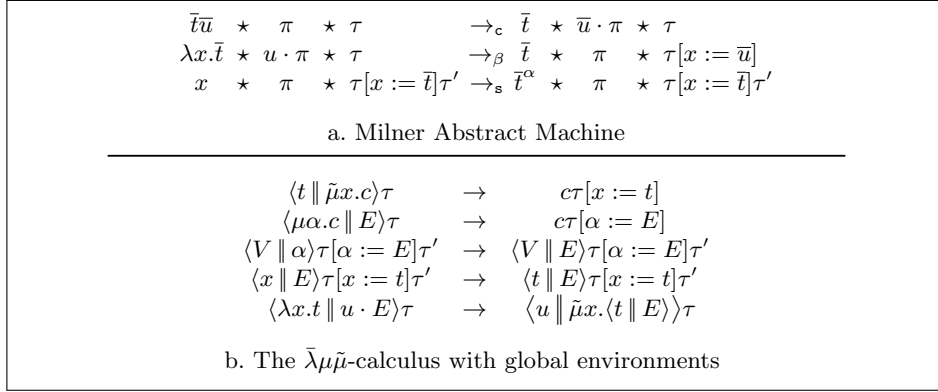 t̄u̅ ⋆ π ⋆ τ →c t̄ ⋆ u̅ · π ⋆ τ
λx.t̄ ⋆ u · π ⋆ τ →β t̄ ⋆ π ⋆ τ[x := u̅]
x ⋆ π ⋆ τ[x := t̄]τ′ →s t̄^α ⋆ π ⋆ τ[x := t̄]τ′
a. Milner Abstract Machine
⟨t ∥ μ̃x.c⟩τ → cτ[x := t]
⟨μα.c ∥ E⟩τ → cτ[α := E]
⟨V ∥ α⟩τ[α := E]τ′ → ⟨V ∥ E⟩τ[α := E]τ′
⟨x ∥ E⟩τ[x := t]τ′ → ⟨t ∥ E⟩τ[x := t]τ′
⟨λx.t ∥ u · E⟩τ → ⟨u ∥ μ̃x.⟨t ∥ E⟩⟩τ
b. The λ̄μμ̃-calculus with global environments